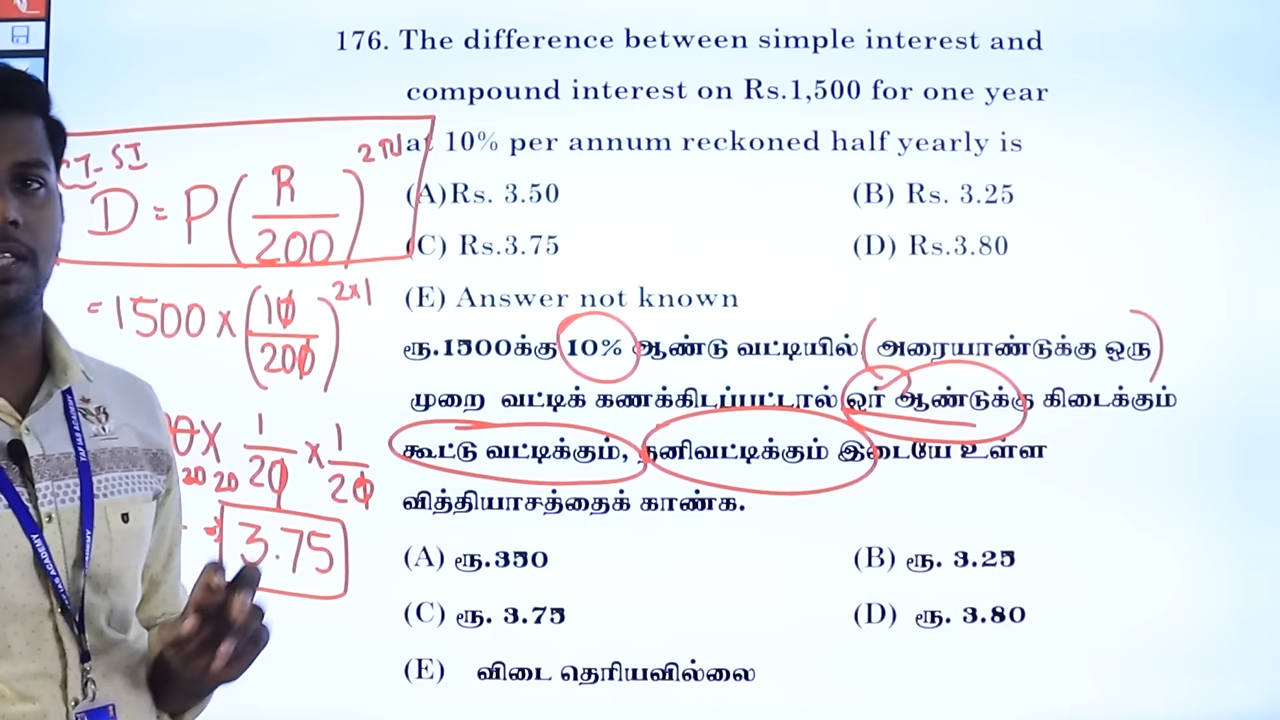 176. The difference between simple interest and
compound interest on Rs.1,500 for one year
at 10% per annum reckoned half yearly is
(A)Rs. 3.50 (B) Rs. 3.25
(C) Rs.3.75 (D) Rs.3.80
(E) Answer not known
ரூ.1500க்கு 10% ஆண்டு வட்டியில் அரையாண்டுக்கு ஒரு
முறை வட்டிக் கணக்கிடப்பட்டால் ஓர் ஆண்டுக்கு கிடைக்கும்
கூட்டு வட்டிக்கும், தனிவட்டிக்கும் இடையே உள்ள
வித்தியாசத்தைக் காண்க.
(A) ரூ.350 (B) ரூ. 3.25
(C) ரூ. 3.75 (D) ரூ. 3.80
(E) விடை தெரியவில்லை
CI-SI
D = P(R/200)^2N
= 1500 × (10/200)^2×1
× 1/20 × 1/20
20 20
3.75
IAS ACADEMY